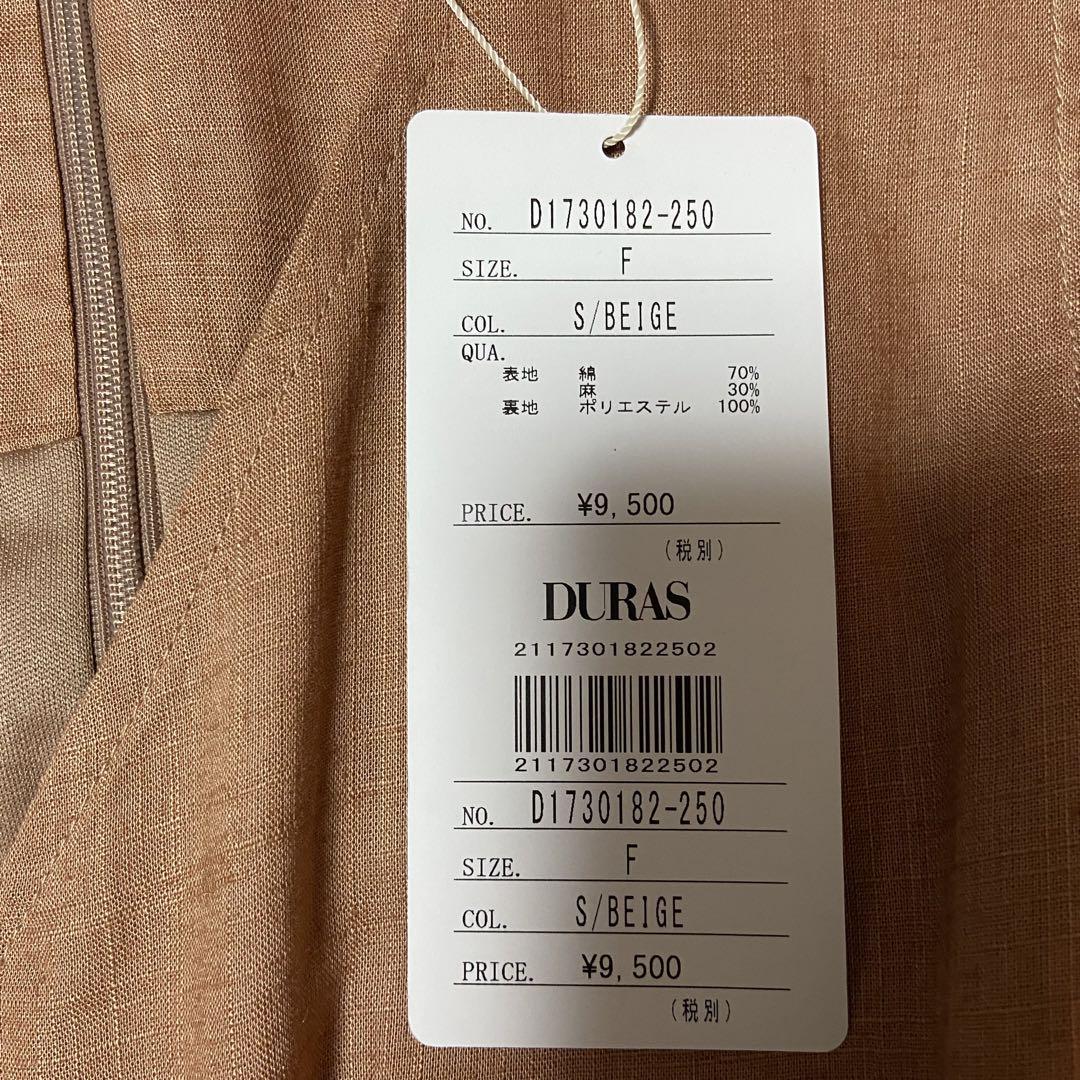 NO. D1730182-250
SIZE. F
COL. S/BEIGE
QUA.
表地 綿 70%
麻 30%
裏地 ポリエステル 100%
PRICE. ¥9,500
(税別)
DURAS
2117301822502
2117301822502
NO. D1730182-250
SIZE. F
COL. S/BEIGE
PRICE. ¥9,500
(税別)